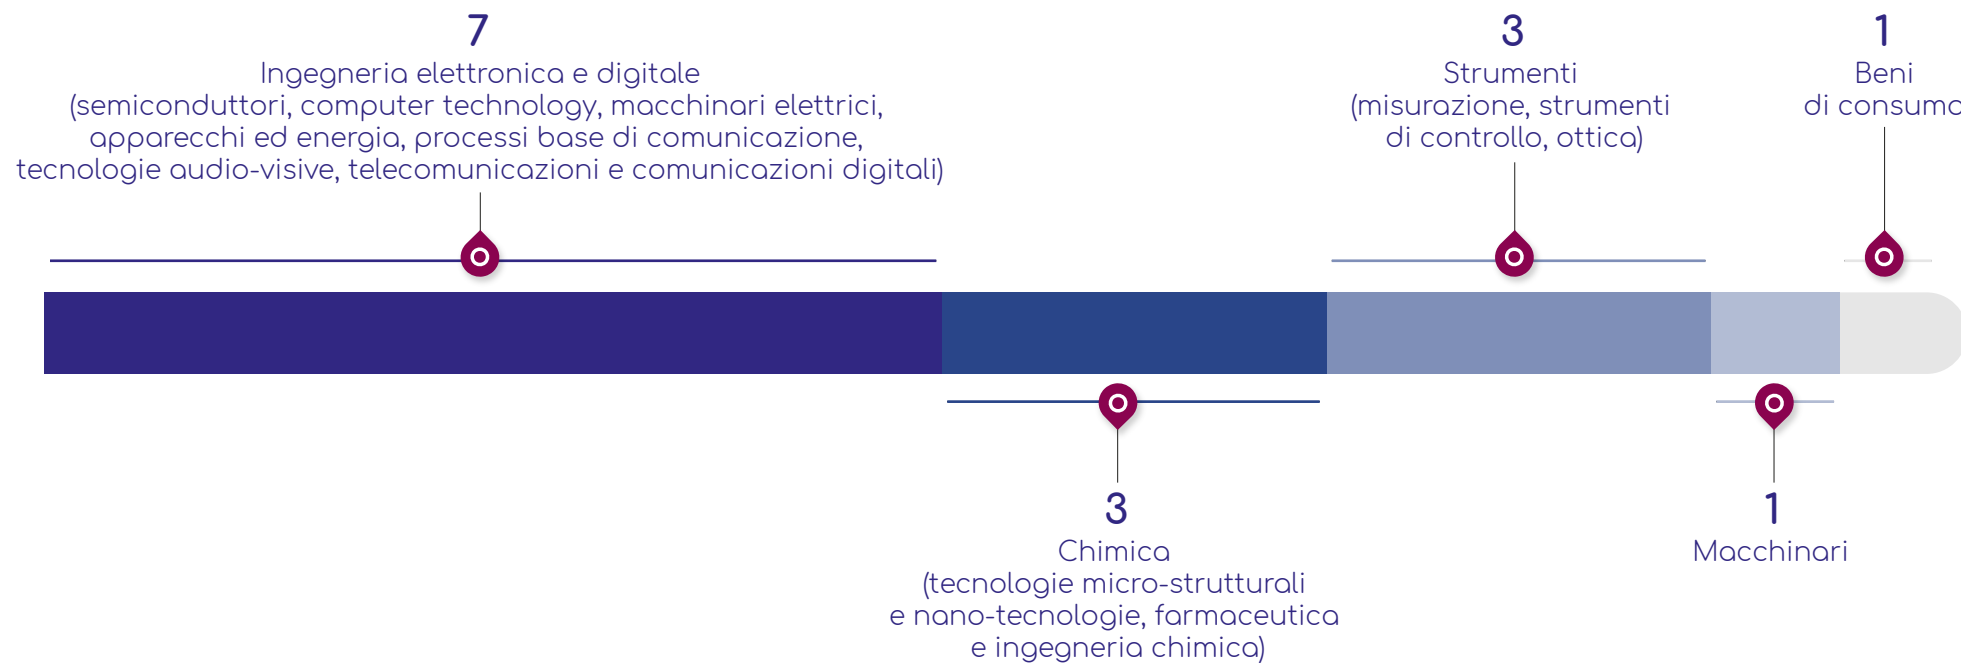 7
Ingegneria elettronica e digitale
(semiconduttori, computer technology, macchinari elettrici,
apparecchi ed energia, processi base di comunicazione,
tecnologie audio-visive, telecomunicazioni e comunicazioni digitali)
3
Strumenti
(misurazione, strumenti
di controllo, ottica)
1
Beni
di consumo
3
Chimica
(tecnologie micro-strutturali
e nano-tecnologie, farmaceutica
e ingegneria chimica)
1
Macchinari